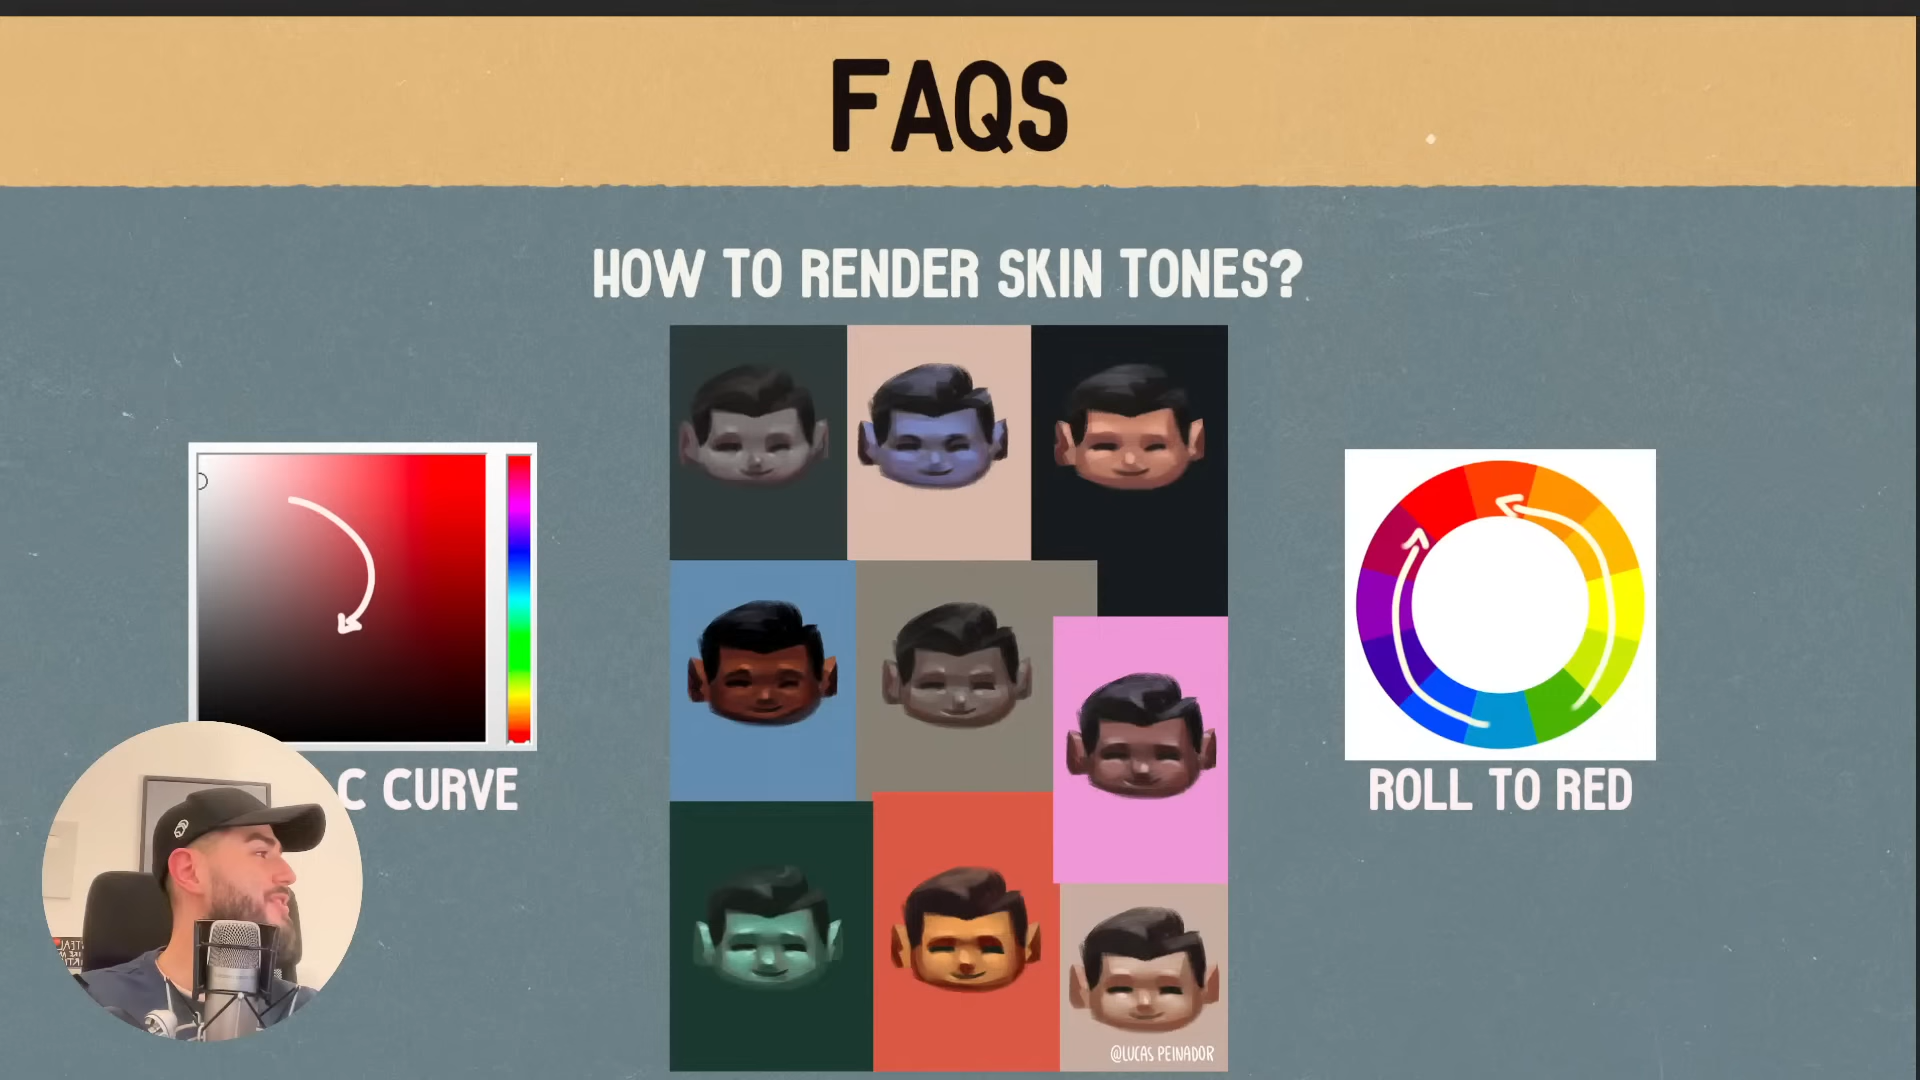 FAQS
HOW TO RENDER SKIN TONES?
C CURVE
ROLL TO RED
@LUCAS PEINADOR